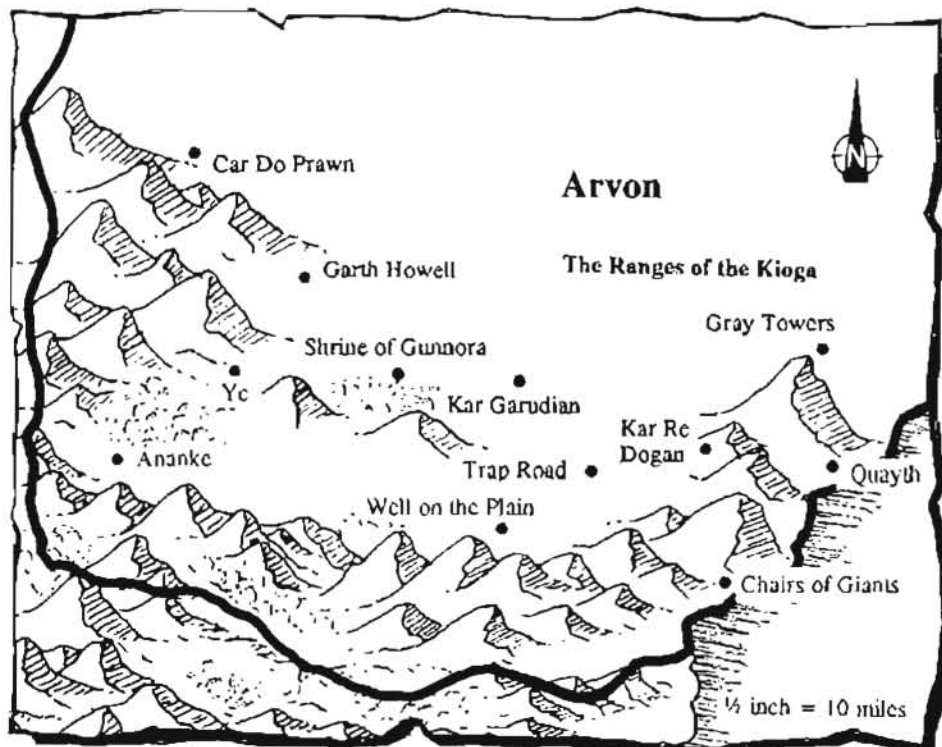 N
Car Do Prawn
Arvon
Garth Howell
The Ranges of the Kioga
Gray Towers
Shrine of Gunnora
Yc
Kar Garudian
Kar Re
Dogan
Ananke
Trap Road
Quayth
Well on the Plain
Chairs of Giants
½ inch = 10 miles